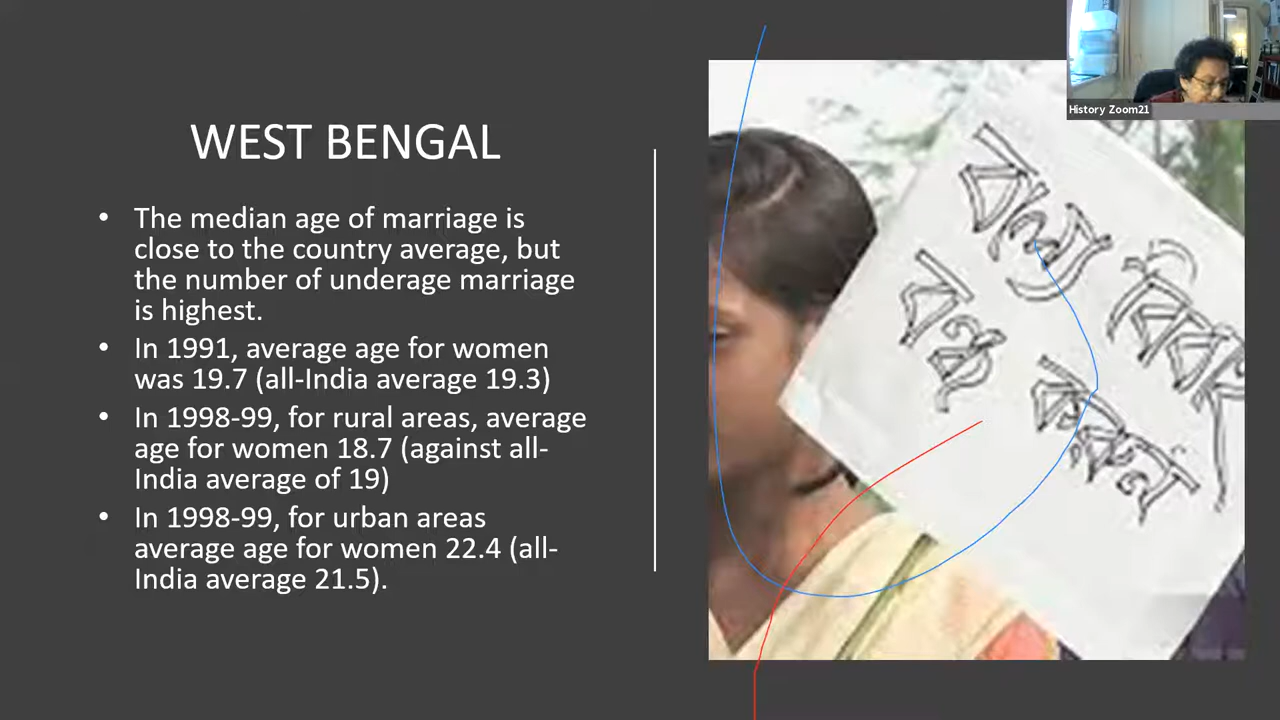 History Zoom21
WEST BENGAL
• The median age of marriage is
close to the country average, but
the number of underage marriage
is highest.
• In 1991, average age for women
was 19.7 (all-India average 19.3)
• In 1998-99, for rural areas, average
age for women 18.7 (against all-
India average of 19)
• In 1998-99, for urban areas
average age for women 22.4 (all-
India average 21.5).
বাল্য বিবাহ
বন্ধ করুন